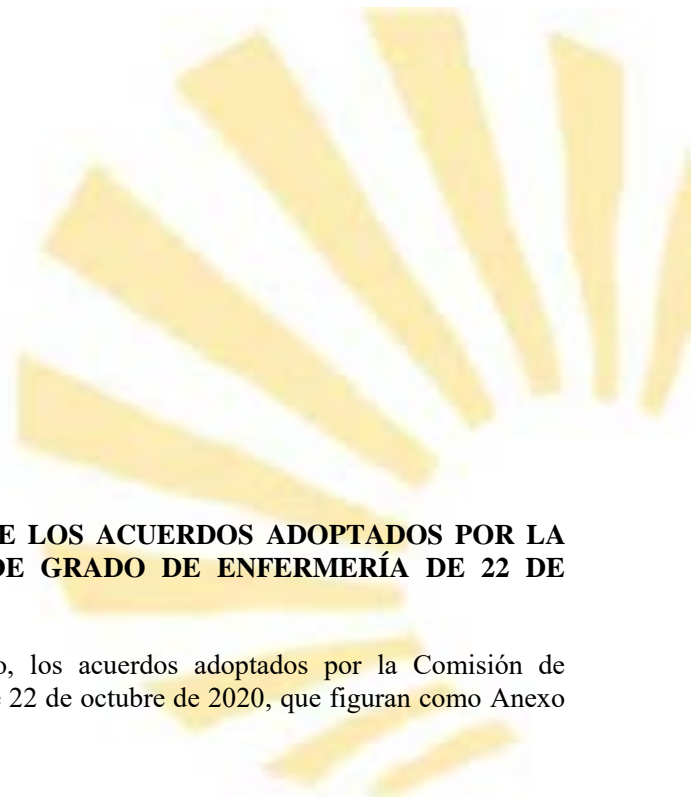 E LOS ACUERDOS ADOPTADOS POR LA
DE GRADO DE ENFERMERÍA DE 22 DE
o, los acuerdos adoptados por la Comisión de
e 22 de octubre de 2020, que figuran como Anexo